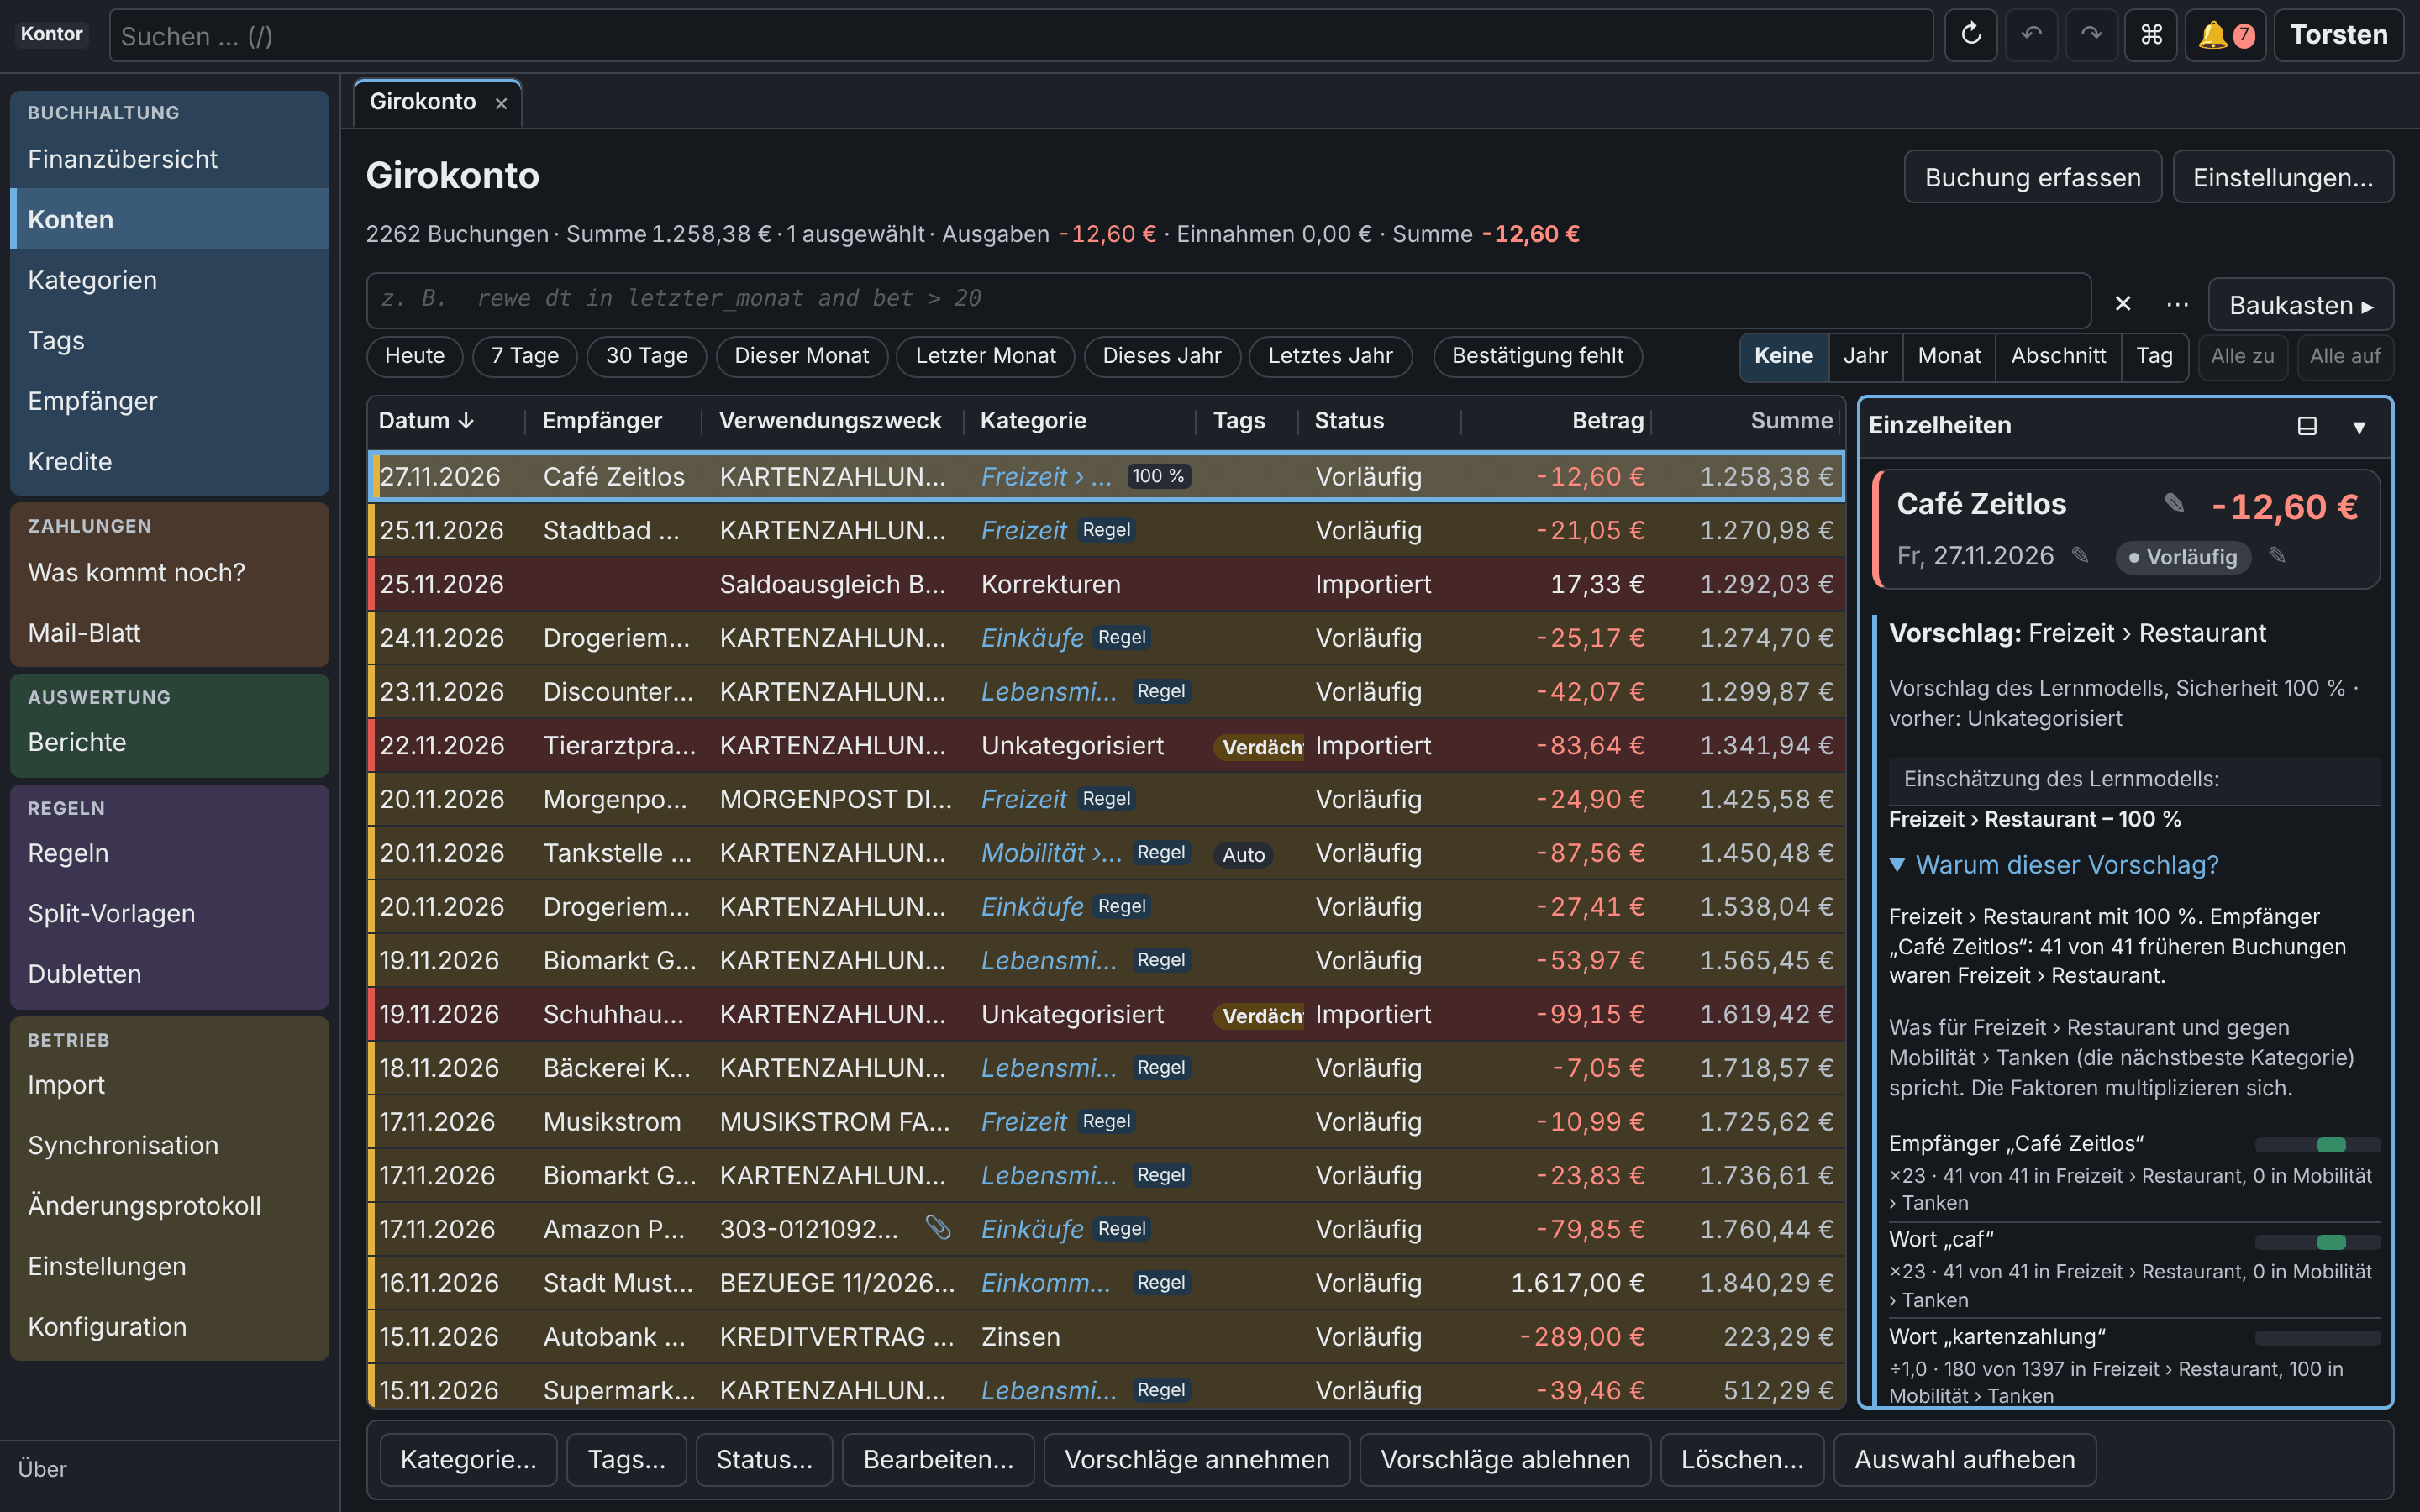 Kontor
Suchen … (/)
7
Torsten
BUCHHALTUNG
Finanzübersicht
Konten
Kategorien
Tags
Empfänger
Kredite
ZAHLUNGEN
Was kommt noch?
Mail-Blatt
AUSWERTUNG
Berichte
REGELN
Regeln
Split-Vorlagen
Dubletten
BETRIEB
Import
Synchronisation
Änderungsprotokoll
Einstellungen
Konfiguration
Über
Girokonto ×
Girokonto
Buchung erfassen Einstellungen…
2262 Buchungen · Summe 1.258,38 € · 1 ausgewählt · Ausgaben -12,60 € · Einnahmen 0,00 € · Summe -12,60 €
z. B. rewe dt in letzter_monat and bet > 20
✕ … Baukasten ▸
Heute 7 Tage 30 Tage Dieser Monat Letzter Monat Dieses Jahr Letztes Jahr Bestätigung fehlt Keine Jahr Monat Abschnitt Tag Alle zu Alle auf
Datum ↓ Empfänger Verwendungszweck Kategorie Tags Status Betrag Summe
27.11.2026 Café Zeitlos KARTENZAHLUN… Freizeit › … 100 % Vorläufig -12,60 € 1.258,38 €
25.11.2026 Stadtbad … KARTENZAHLUN… Freizeit Regel Vorläufig -21,05 € 1.270,98 €
25.11.2026 Saldoausgleich B… Korrekturen Importiert 17,33 € 1.292,03 €
24.11.2026 Drogeriem… KARTENZAHLUN… Einkäufe Regel Vorläufig -25,17 € 1.274,70 €
23.11.2026 Discounter… KARTENZAHLUN… Lebensmi… Regel Vorläufig -42,07 € 1.299,87 €
22.11.2026 Tierarztpra… KARTENZAHLUN… Unkategorisiert Verdäch Importiert -83,64 € 1.341,94 €
20.11.2026 Morgenpo… MORGENPOST DI… Freizeit Regel Vorläufig -24,90 € 1.425,58 €
20.11.2026 Tankstelle … KARTENZAHLUN… Mobilität ›… Regel Auto Vorläufig -87,56 € 1.450,48 €
20.11.2026 Drogeriem… KARTENZAHLUN… Einkäufe Regel Vorläufig -27,41 € 1.538,04 €
19.11.2026 Biomarkt G… KARTENZAHLUN… Lebensmi… Regel Vorläufig -53,97 € 1.565,45 €
19.11.2026 Schuhhau… KARTENZAHLUN… Unkategorisiert Verdäch Importiert -99,15 € 1.619,42 €
18.11.2026 Bäckerei K… KARTENZAHLUN… Lebensmi… Regel Vorläufig -7,05 € 1.718,57 €
17.11.2026 Musikstrom MUSIKSTROM FA… Freizeit Regel Vorläufig -10,99 € 1.725,62 €
17.11.2026 Biomarkt G… KARTENZAHLUN… Lebensmi… Regel Vorläufig -23,83 € 1.736,61 €
17.11.2026 Amazon P… 303-0121092… Einkäufe Regel Vorläufig -79,85 € 1.760,44 €
16.11.2026 Stadt Must… BEZUEGE 11/2026… Einkomm… Regel Vorläufig 1.617,00 € 1.840,29 €
15.11.2026 Autobank … KREDITVERTRAG … Zinsen Vorläufig -289,00 € 223,29 €
15.11.2026 Supermark… KARTENZAHLUN… Lebensmi… Regel Vorläufig -39,46 € 512,29 €
Einzelheiten
Café Zeitlos -12,60 €
Fr, 27.11.2026 Vorläufig
Vorschlag: Freizeit › Restaurant
Vorschlag des Lernmodells, Sicherheit 100 % ·
vorher: Unkategorisiert
Einschätzung des Lernmodells:
Freizeit › Restaurant – 100 %
▼ Warum dieser Vorschlag?
Freizeit › Restaurant mit 100 %. Empfänger
„Café Zeitlos“: 41 von 41 früheren Buchungen
waren Freizeit › Restaurant.
Was für Freizeit › Restaurant und gegen
Mobilität › Tanken (die nächstbeste Kategorie)
spricht. Die Faktoren multiplizieren sich.
Empfänger „Café Zeitlos“
×23 · 41 von 41 in Freizeit › Restaurant, 0 in Mobilität
› Tanken
Wort „caf“
×23 · 41 von 41 in Freizeit › Restaurant, 0 in Mobilität
› Tanken
Wort „kartenzahlung“
÷1,0 · 180 von 1397 in Freizeit › Restaurant, 100 in
Mobilität › Tanken
Kategorie… Tags… Status… Bearbeiten… Vorschläge annehmen Vorschläge ablehnen Löschen… Auswahl aufheben